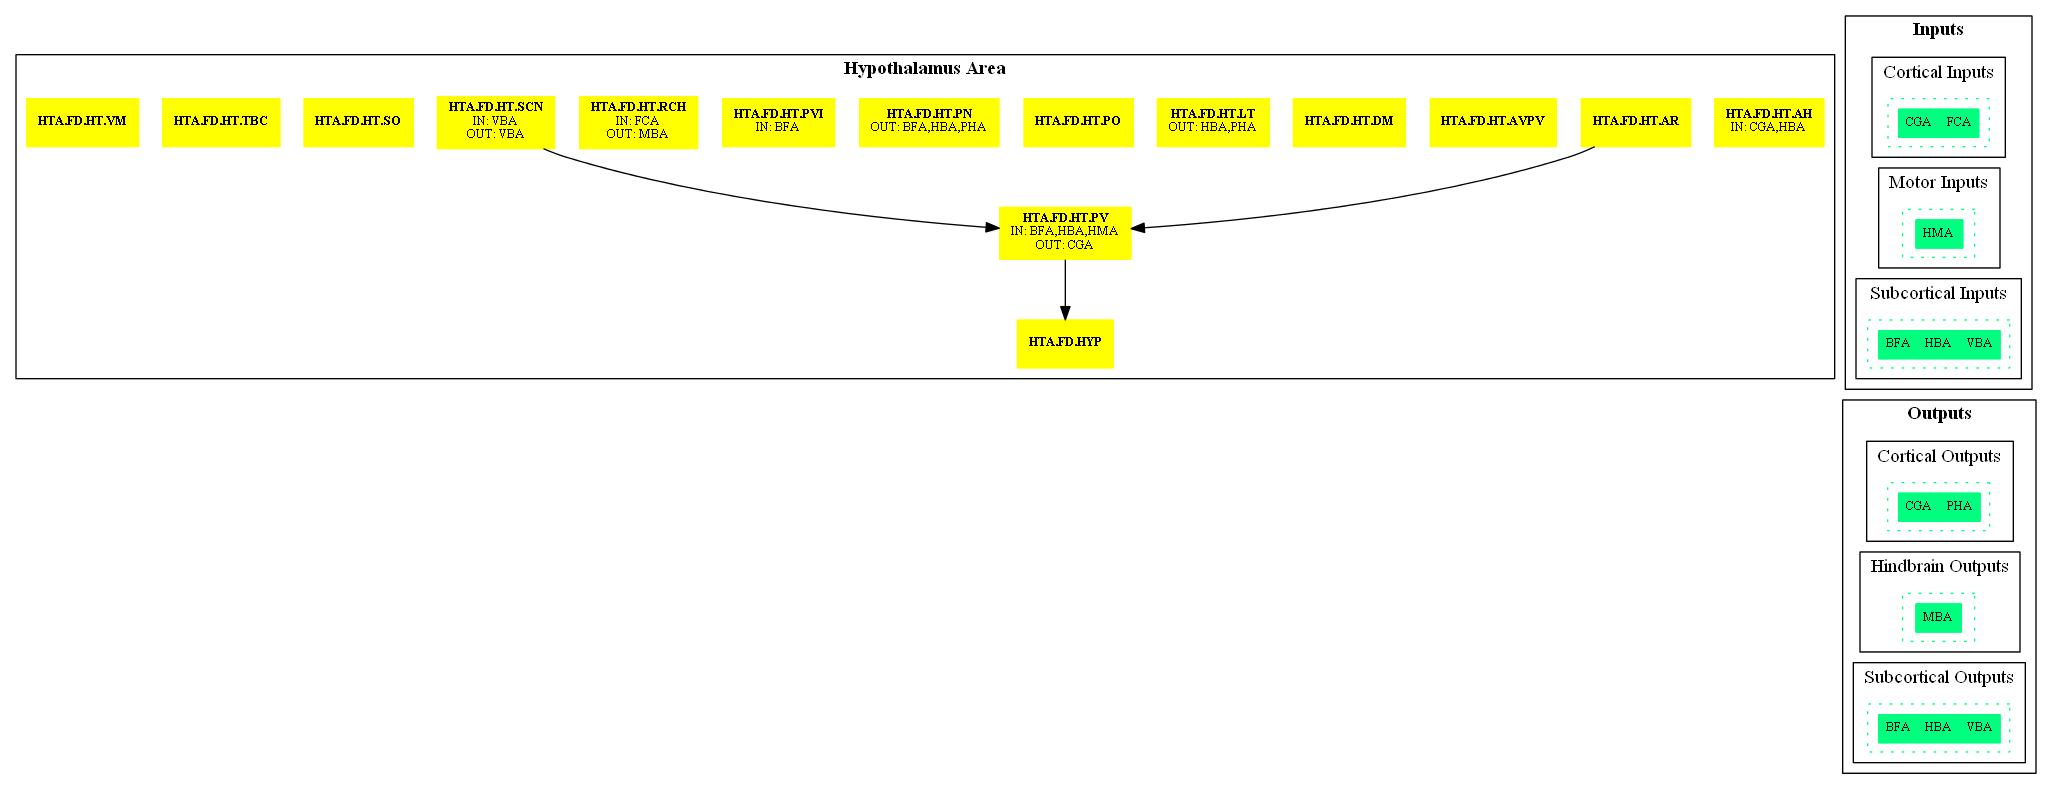 Hypothalamus Area
HTA.FD.HT.VM
HTA.FD.HT.TBC
HTA.FD.HT.SO
HTA.FD.HT.SCN
IN: VBA
OUT: VBA
HTA.FD.HT.RCH
IN: FCA
OUT: MBA
HTA.FD.HT.PVI
IN: BFA
HTA.FD.HT.PN
OUT: BFA,HBA,PHA
HTA.FD.HT.PO
HTA.FD.HT.LT
OUT: HBA,PHA
HTA.FD.HT.DM
HTA.FD.HT.AVPV
HTA.FD.HT.AR
HTA.FD.HT.AH
IN: CGA,HBA
HTA.FD.HT.PV
IN: BFA,HBA,HMA
OUT: CGA
HTA.FD.HYP
Inputs
Cortical Inputs
CGA FCA
Motor Inputs
HMA
Subcortical Inputs
BFA HBA VBA
Outputs
Cortical Outputs
CGA PHA
Hindbrain Outputs
MBA
Subcortical Outputs
BFA HBA VBA